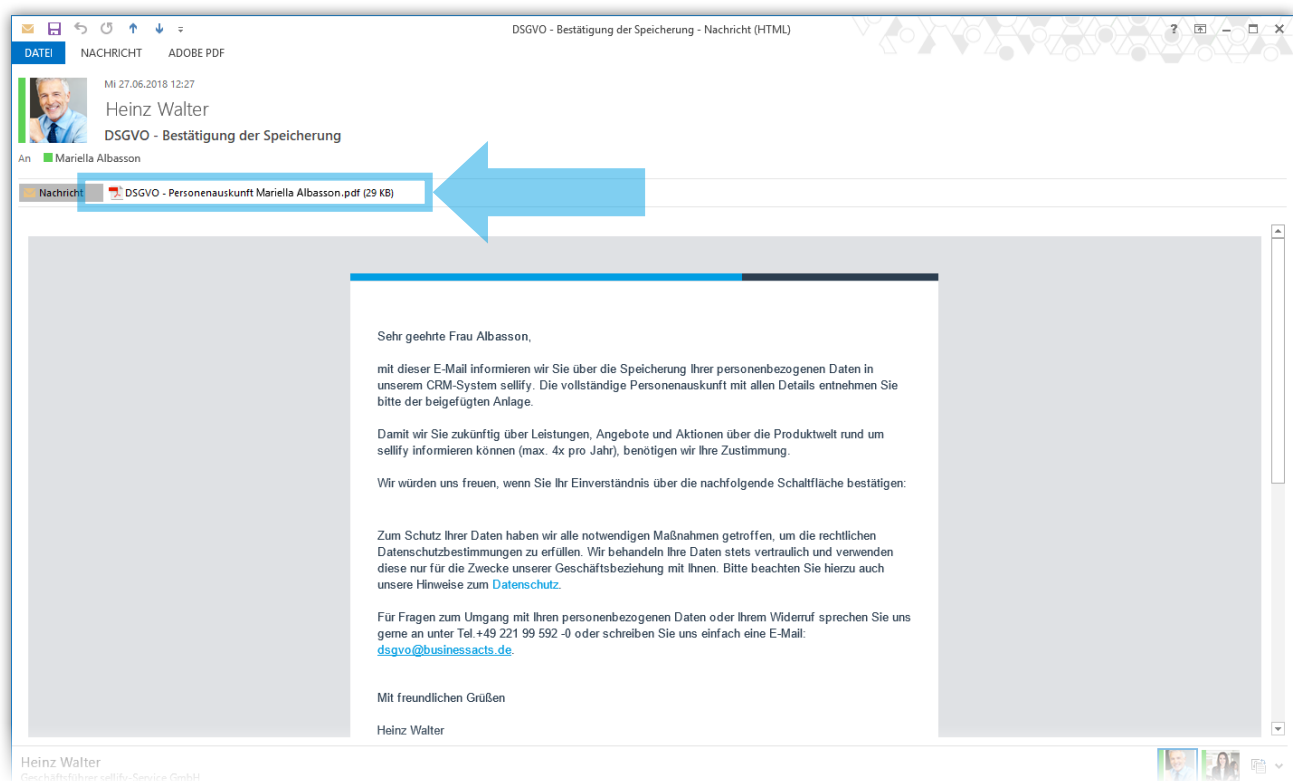 DSGVO - Bestätigung der Speicherung - Nachricht (HTML)
?
DATEI NACHRICHT ADOBE PDF
Mi 27.06.2018 12:27
Heinz Walter
DSGVO - Bestätigung der Speicherung
An Mariella Albasson
Nachricht DSGVO - Personenauskunft Mariella Albasson.pdf (29 KB)
Sehr geehrte Frau Albasson,
mit dieser E-Mail informieren wir Sie über die Speicherung Ihrer personenbezogenen Daten in
unserem CRM-System sellify. Die vollständige Personenauskunft mit allen Details entnehmen Sie
bitte der beigefügten Anlage.
Damit wir Sie zukünftig über Leistungen, Angebote und Aktionen über die Produktwelt rund um
sellify informieren können (max. 4x pro Jahr), benötigen wir Ihre Zustimmung.
Wir würden uns freuen, wenn Sie Ihr Einverständnis über die nachfolgende Schaltfläche bestätigen:
Zum Schutz Ihrer Daten haben wir alle notwendigen Maßnahmen getroffen, um die rechtlichen
Datenschutzbestimmungen zu erfüllen. Wir behandeln Ihre Daten stets vertraulich und verwenden
diese nur für die Zwecke unserer Geschäftsbeziehung mit Ihnen. Bitte beachten Sie hierzu auch
unsere Hinweise zum Datenschutz.
Für Fragen zum Umgang mit Ihren personenbezogenen Daten oder Ihrem Widerruf sprechen Sie uns
gerne an unter Tel.+49 221 99 592 -0 oder schreiben Sie uns einfach eine E-Mail:
dsgvo@businessacts.de.
Mit freundlichen Grüßen
Heinz Walter
Heinz Walter
Geschäftsführer sellify-Service GmbH